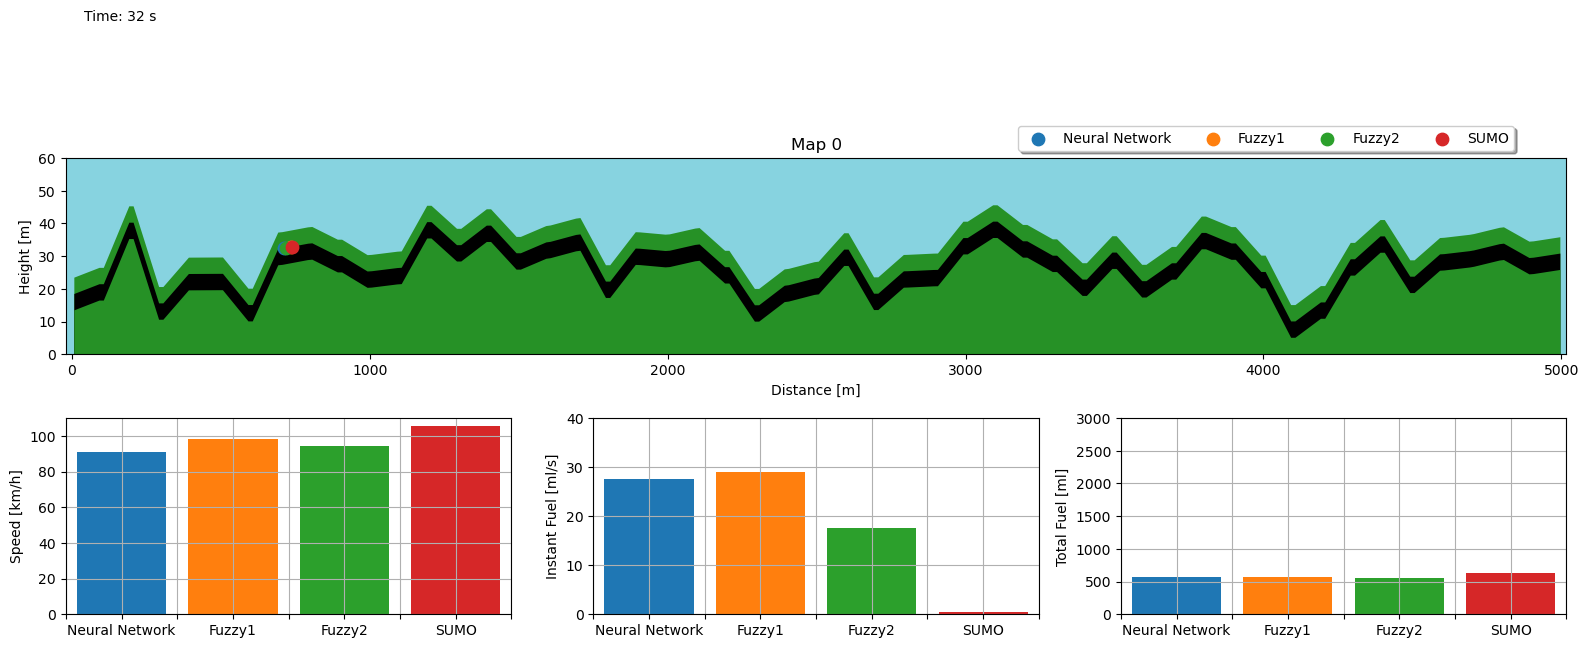 Time: 32 s
Neural Network Fuzzy1 Fuzzy2 SUMO
Map 0
Height [m]
60
50
40
30
20
10
0
0 1000 2000 3000 4000 5000
Distance [m]
Speed [km/h]
100
80
60
40
20
0
Neural Network Fuzzy1 Fuzzy2 SUMO
Instant Fuel [ml/s]
40
30
20
10
0
Neural Network Fuzzy1 Fuzzy2 SUMO
Total Fuel [ml]
3000
2500
2000
1500
1000
500
0
Neural Network Fuzzy1 Fuzzy2 SUMO